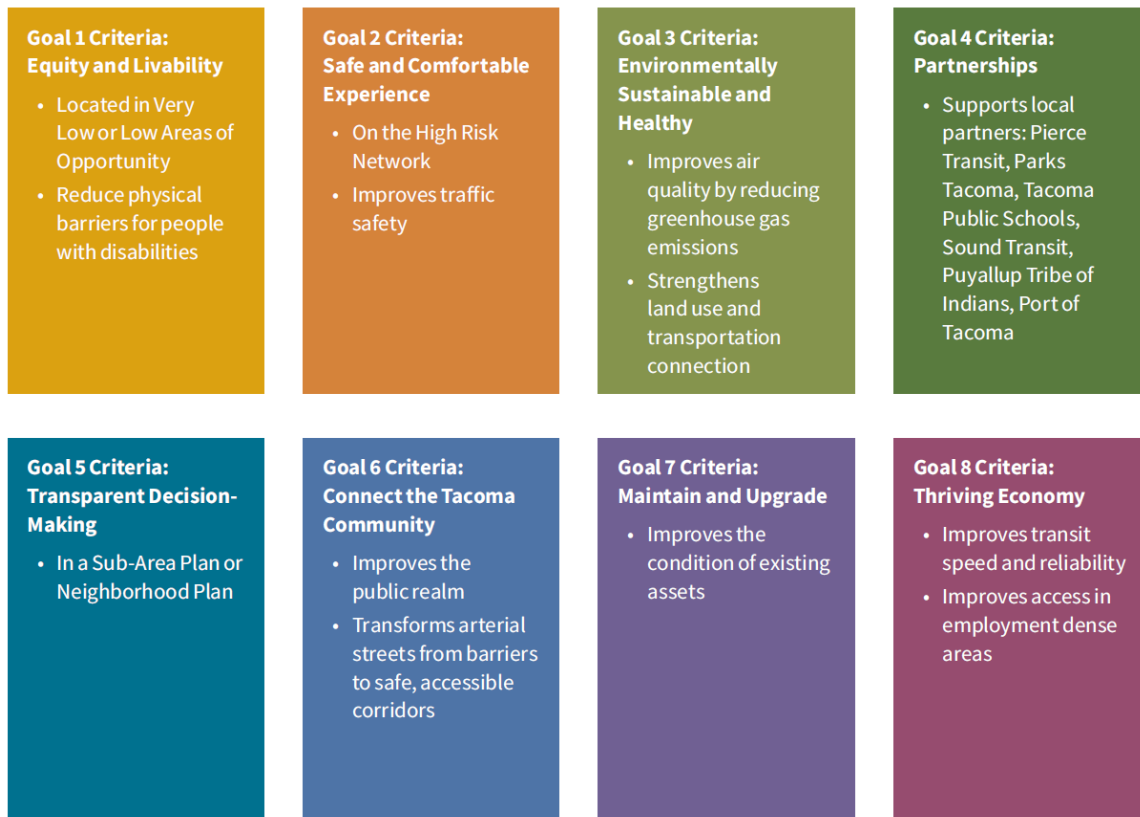 Goal 1 Criteria:
Equity and Livability
• Located in Very
Low or Low Areas of
Opportunity
• Reduce physical
barriers for people
with disabilities
Goal 2 Criteria:
Safe and Comfortable
Experience
• On the High Risk
Network
• Improves traffic
safety
Goal 3 Criteria:
Environmentally
Sustainable and
Healthy
• Improves air
quality by reducing
greenhouse gas
emissions
• Strengthens
land use and
transportation
connection
Goal 4 Criteria:
Partnerships
• Supports local
partners: Pierce
Transit, Parks
Tacoma, Tacoma
Public Schools,
Sound Transit,
Puyallup Tribe of
Indians, Port of
Tacoma
Goal 5 Criteria:
Transparent Decision-
Making
• In a Sub-Area Plan or
Neighborhood Plan
Goal 6 Criteria:
Connect the Tacoma
Community
• Improves the
public realm
• Transforms arterial
streets from barriers
to safe, accessible
corridors
Goal 7 Criteria:
Maintain and Upgrade
• Improves the
condition of existing
assets
Goal 8 Criteria:
Thriving Economy
• Improves transit
speed and reliability
• Improves access in
employment dense
areas